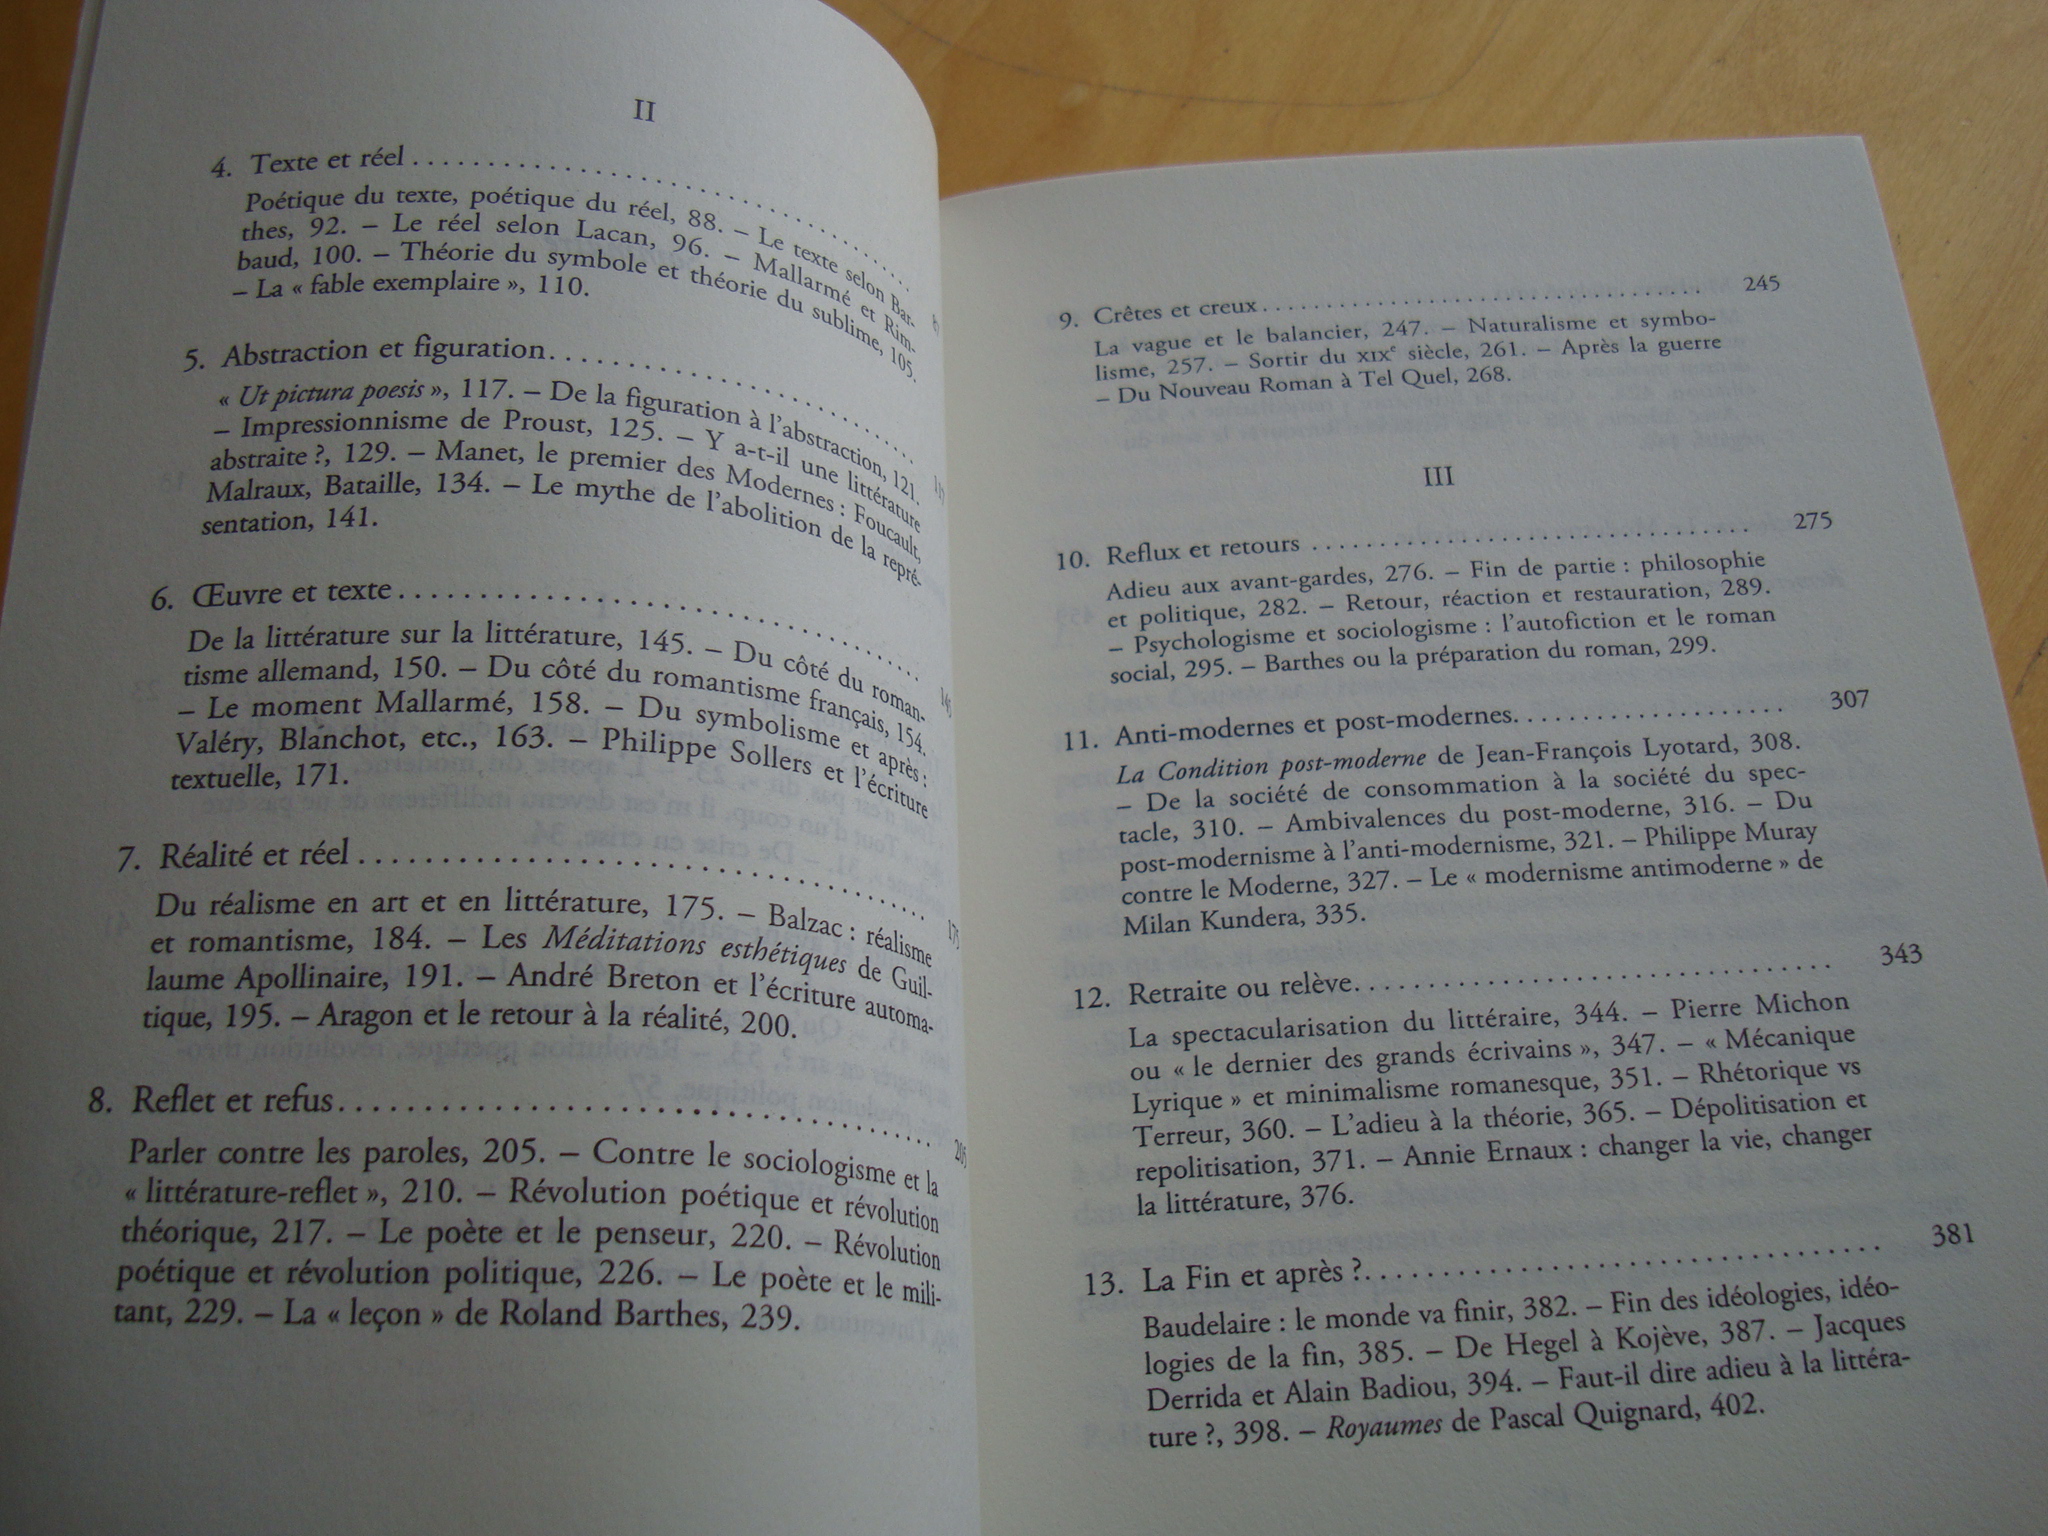 II
4. Texte et réel
Poétique du texte, poétique du réel, 88. – Le texte selon Bar-
thes, 92. – Le réel selon Lacan, 96. – Mallarmé et Rim-
baud, 100. – Théorie du symbole et théorie du sublime, 105.
– La « fable exemplaire », 110.
5. Abstraction et figuration
« Ut pictura poesis », 117. – De la figuration à l'abstraction, 121.
– Impressionnisme de Proust, 125. – Y a-t-il une littérature
abstraite ?, 129. – Manet, le premier des Modernes : Foucault,
Malraux, Bataille, 134. – Le mythe de l'abolition de la repré-
sentation, 141.
6. Œuvre et texte
De la littérature sur la littérature, 145. – Du côté du roman-
tisme allemand, 150. – Du côté du romantisme français, 154.
– Le moment Mallarmé, 158. – Du symbolisme et après :
Valéry, Blanchot, etc., 163. – Philippe Sollers et l'écriture
textuelle, 171.
7. Réalité et réel 175
Du réalisme en art et en littérature, 175. – Balzac : réalisme
et romantisme, 184. – Les Méditations esthétiques de Guil-
laume Apollinaire, 191. – André Breton et l'écriture automa-
tique, 195. – Aragon et le retour à la réalité, 200.
8. Reflet et refus 205
Parler contre les paroles, 205. – Contre le sociologisme et la
« littérature-reflet », 210. – Révolution poétique et révolution
théorique, 217. – Le poète et le penseur, 220. – Révolution
poétique et révolution politique, 226. – Le poète et le mili-
tant, 229. – La « leçon » de Roland Barthes, 239.
9. Crêtes et creux 245
La vague et le balancier, 247. – Naturalisme et symbo-
lisme, 257. – Sortir du XIXe siècle, 261. – Après la guerre
– Du Nouveau Roman à Tel Quel, 268.
III
10. Reflux et retours 275
Adieu aux avant-gardes, 276. – Fin de partie : philosophie
et politique, 282. – Retour, réaction et restauration, 289.
– Psychologisme et sociologisme : l'autofiction et le roman
social, 295. – Barthes ou la préparation du roman, 299.
11. Anti-modernes et post-modernes 307
La Condition post-moderne de Jean-François Lyotard, 308.
– De la société de consommation à la société du spec-
tacle, 310. – Ambivalences du post-moderne, 316. – Du
post-modernisme à l'anti-modernisme, 321. – Philippe Muray
contre le Moderne, 327. – Le « modernisme antimoderne » de
Milan Kundera, 335.
12. Retraite ou relève 343
La spectacularisation du littéraire, 344. – Pierre Michon
ou « le dernier des grands écrivains », 347. – « Mécanique
Lyrique » et minimalisme romanesque, 351. – Rhétorique vs
Terreur, 360. – L'adieu à la théorie, 365. – Dépolitisation et
repolitisation, 371. – Annie Ernaux : changer la vie, changer
la littérature, 376.
13. La Fin et après ? 381
Baudelaire : le monde va finir, 382. – Fin des idéologies, idéo-
logies de la fin, 385. – De Hegel à Kojève, 387. – Jacques
Derrida et Alain Badiou, 394. – Faut-il dire adieu à la littéra-
ture ?, 398. – Royaumes de Pascal Quignard, 402.